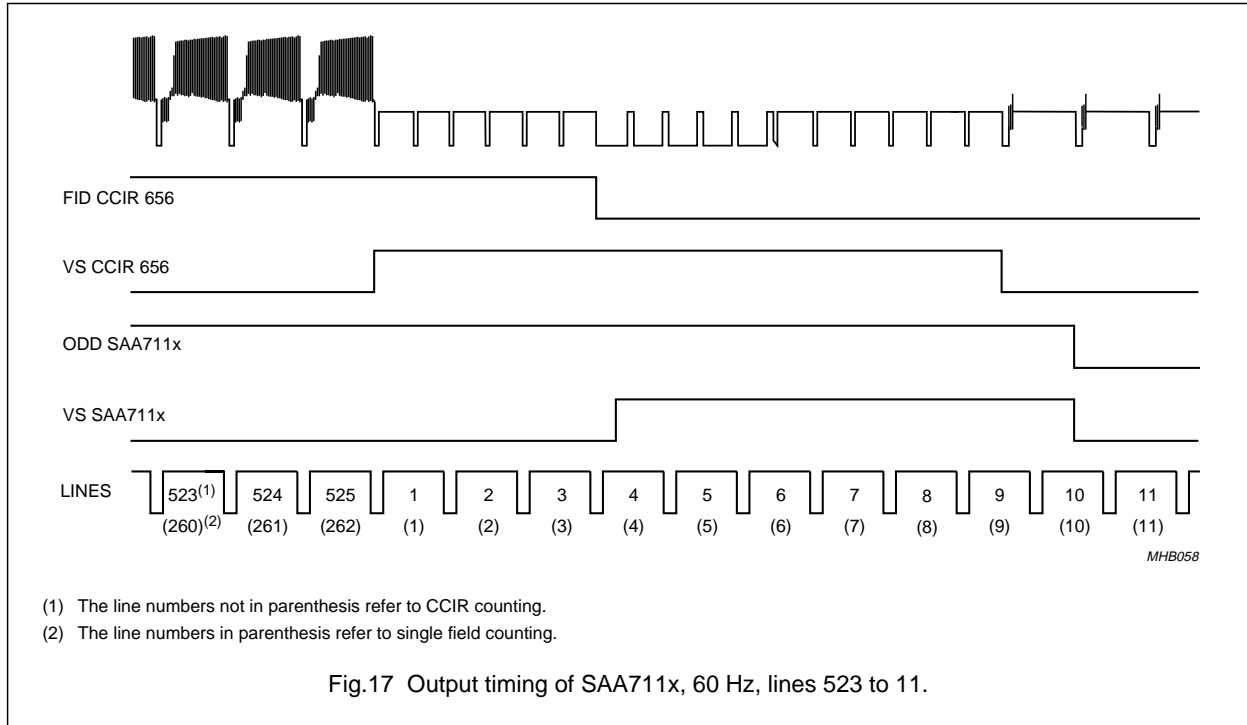 FID CCIR 656
VS CCIR 656
ODD SAA711x
VS SAA711x
LINES 523(1) 524 525 1 2 3 4 5 6 7 8 9 10 11
(260)(2) (261) (262) (1) (2) (3) (4) (5) (6) (7) (8) (9) (10) (11)
MHB058
(1) The line numbers not in parenthesis refer to CCIR counting.
(2) The line numbers in parenthesis refer to single field counting.
Fig.17 Output timing of SAA711x, 60 Hz, lines 523 to 11.